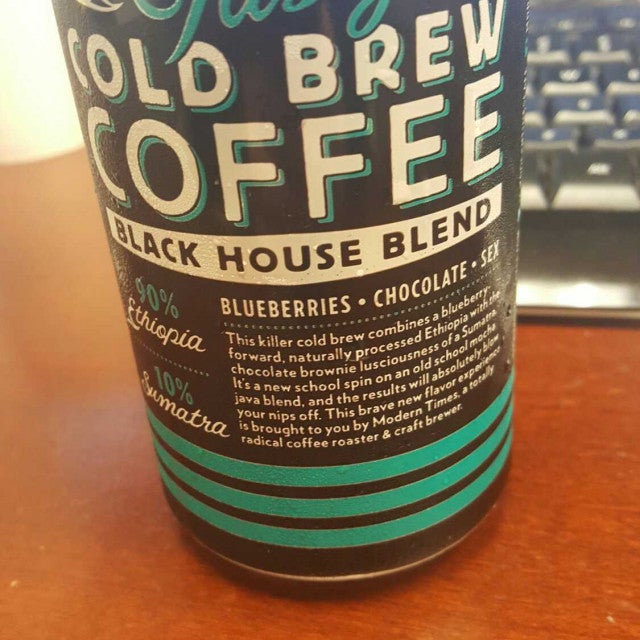 COLD BREW
COFFEE
BLACK HOUSE BLEND
90%
Ethiopia
10%
Sumatra
BLUEBERRIES • CHOCOLATE • SEX
This killer cold brew combines a blueberry-
forward, naturally processed Ethiopia with the
chocolate brownie lusciousness of a Sumatra.
It's a new school spin on an old school mocha
java blend, and the results will absolutely blow
your nips off. This brave new flavor experience
is brought to you by Modern Times, a totally
radical coffee roaster & craft brewer.